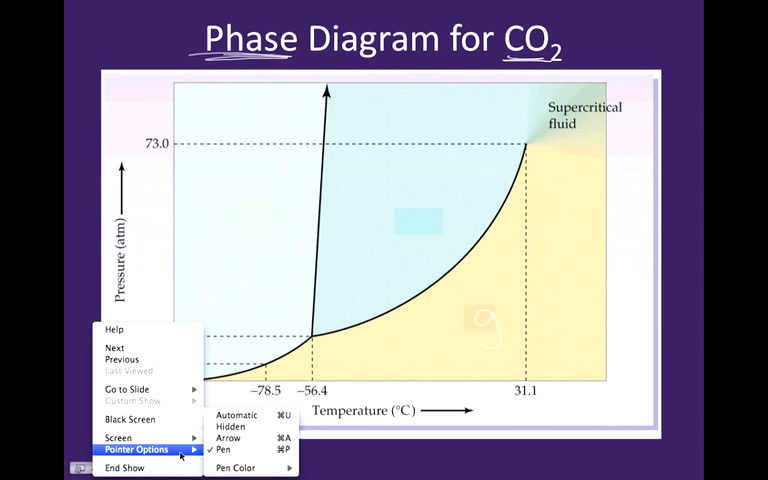 Phase Diagram for CO₂
Supercritical
fluid
73.0
Pressure (atm)
g
−78.5 −56.4 31.1
Temperature (°C)
Help
Next
Previous
Last Viewed
Go to Slide
Custom Show
Black Screen
Screen
Pointer Options
End Show
Automatic ⌘U
Hidden
Arrow ⌘A
✓ Pen ⌘P
Pen Color